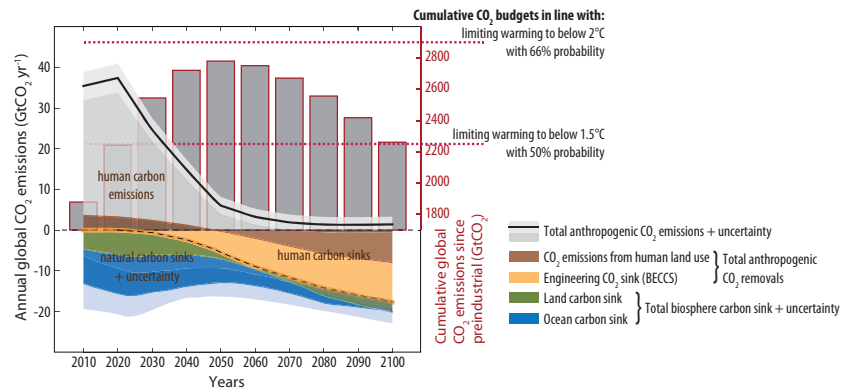 Cumulative CO2 budgets in line with:
limiting warming to below 2°C
with 66% probability
limiting warming to below 1.5°C
with 50% probability
Annual global CO2 emissions (GtCO2 yr-1)
40
30
20
10
0
-10
-20
human carbon
emissions
natural carbon sinks
+ uncertainty
human carbon sinks
2800
2600
2400
2200
2000
1800
Cumulative global
CO2 emissions since
preindustrial (GtCO2)
2010 2020 2030 2040 2050 2060 2070 2080 2090 2100
Years
Total anthropogenic CO2 emissions + uncertainty
CO2 emissions from human land use
Engineering CO2 sink (BECCS)
Total anthropogenic
CO2 removals
Land carbon sink
Ocean carbon sink
Total biosphere carbon sink + uncertainty